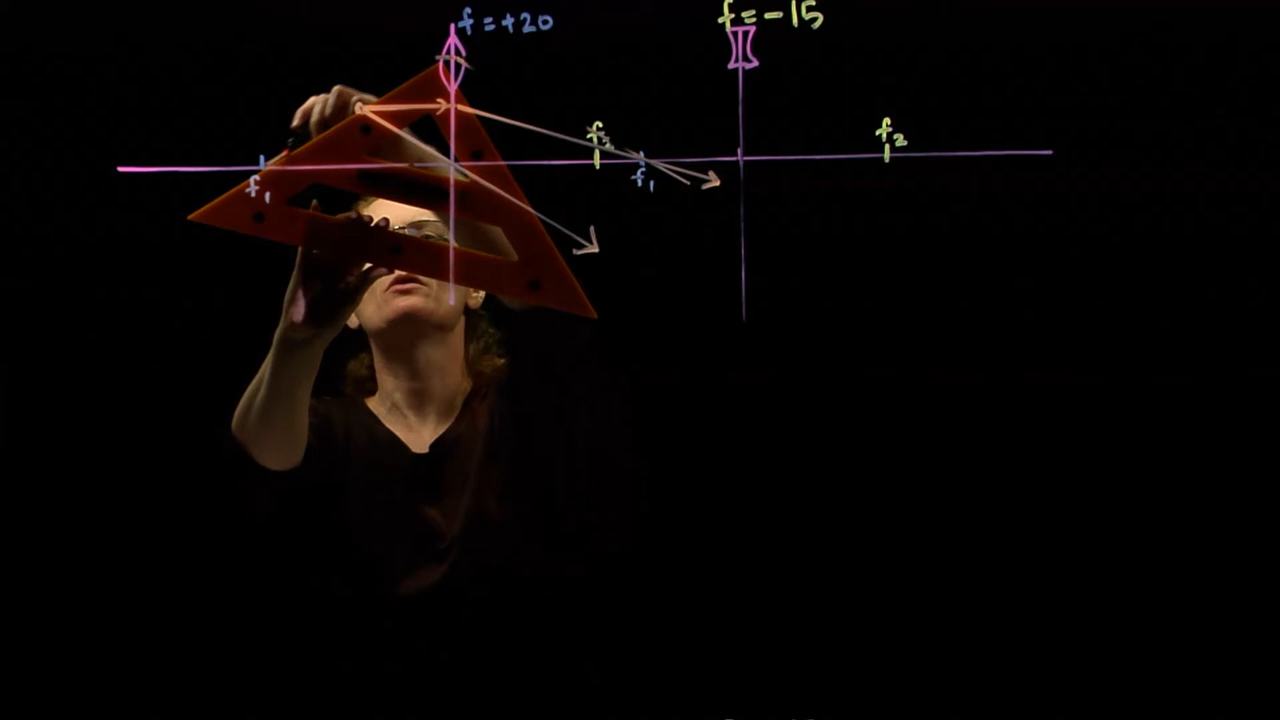 f = +20
f = -15
f₂
f₂
f₁
f₁